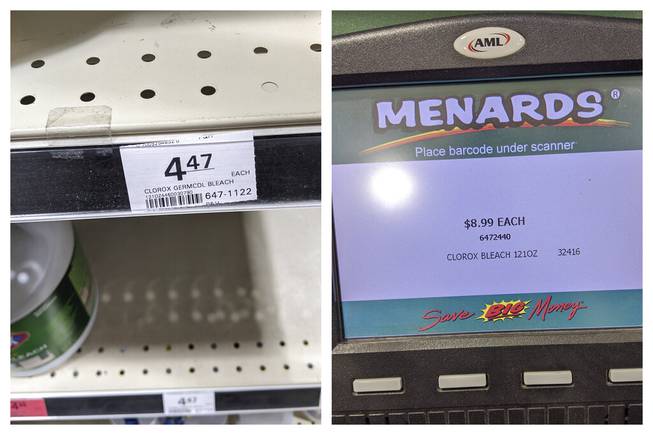 4 47
EACH
CLOROX GERMCDL BLEACH
647-1122
4 47
AML
MENARDS®
Place barcode under scanner
$8.99 EACH
6472440
CLOROX BLEACH 121OZ 32416
Save BIG Money